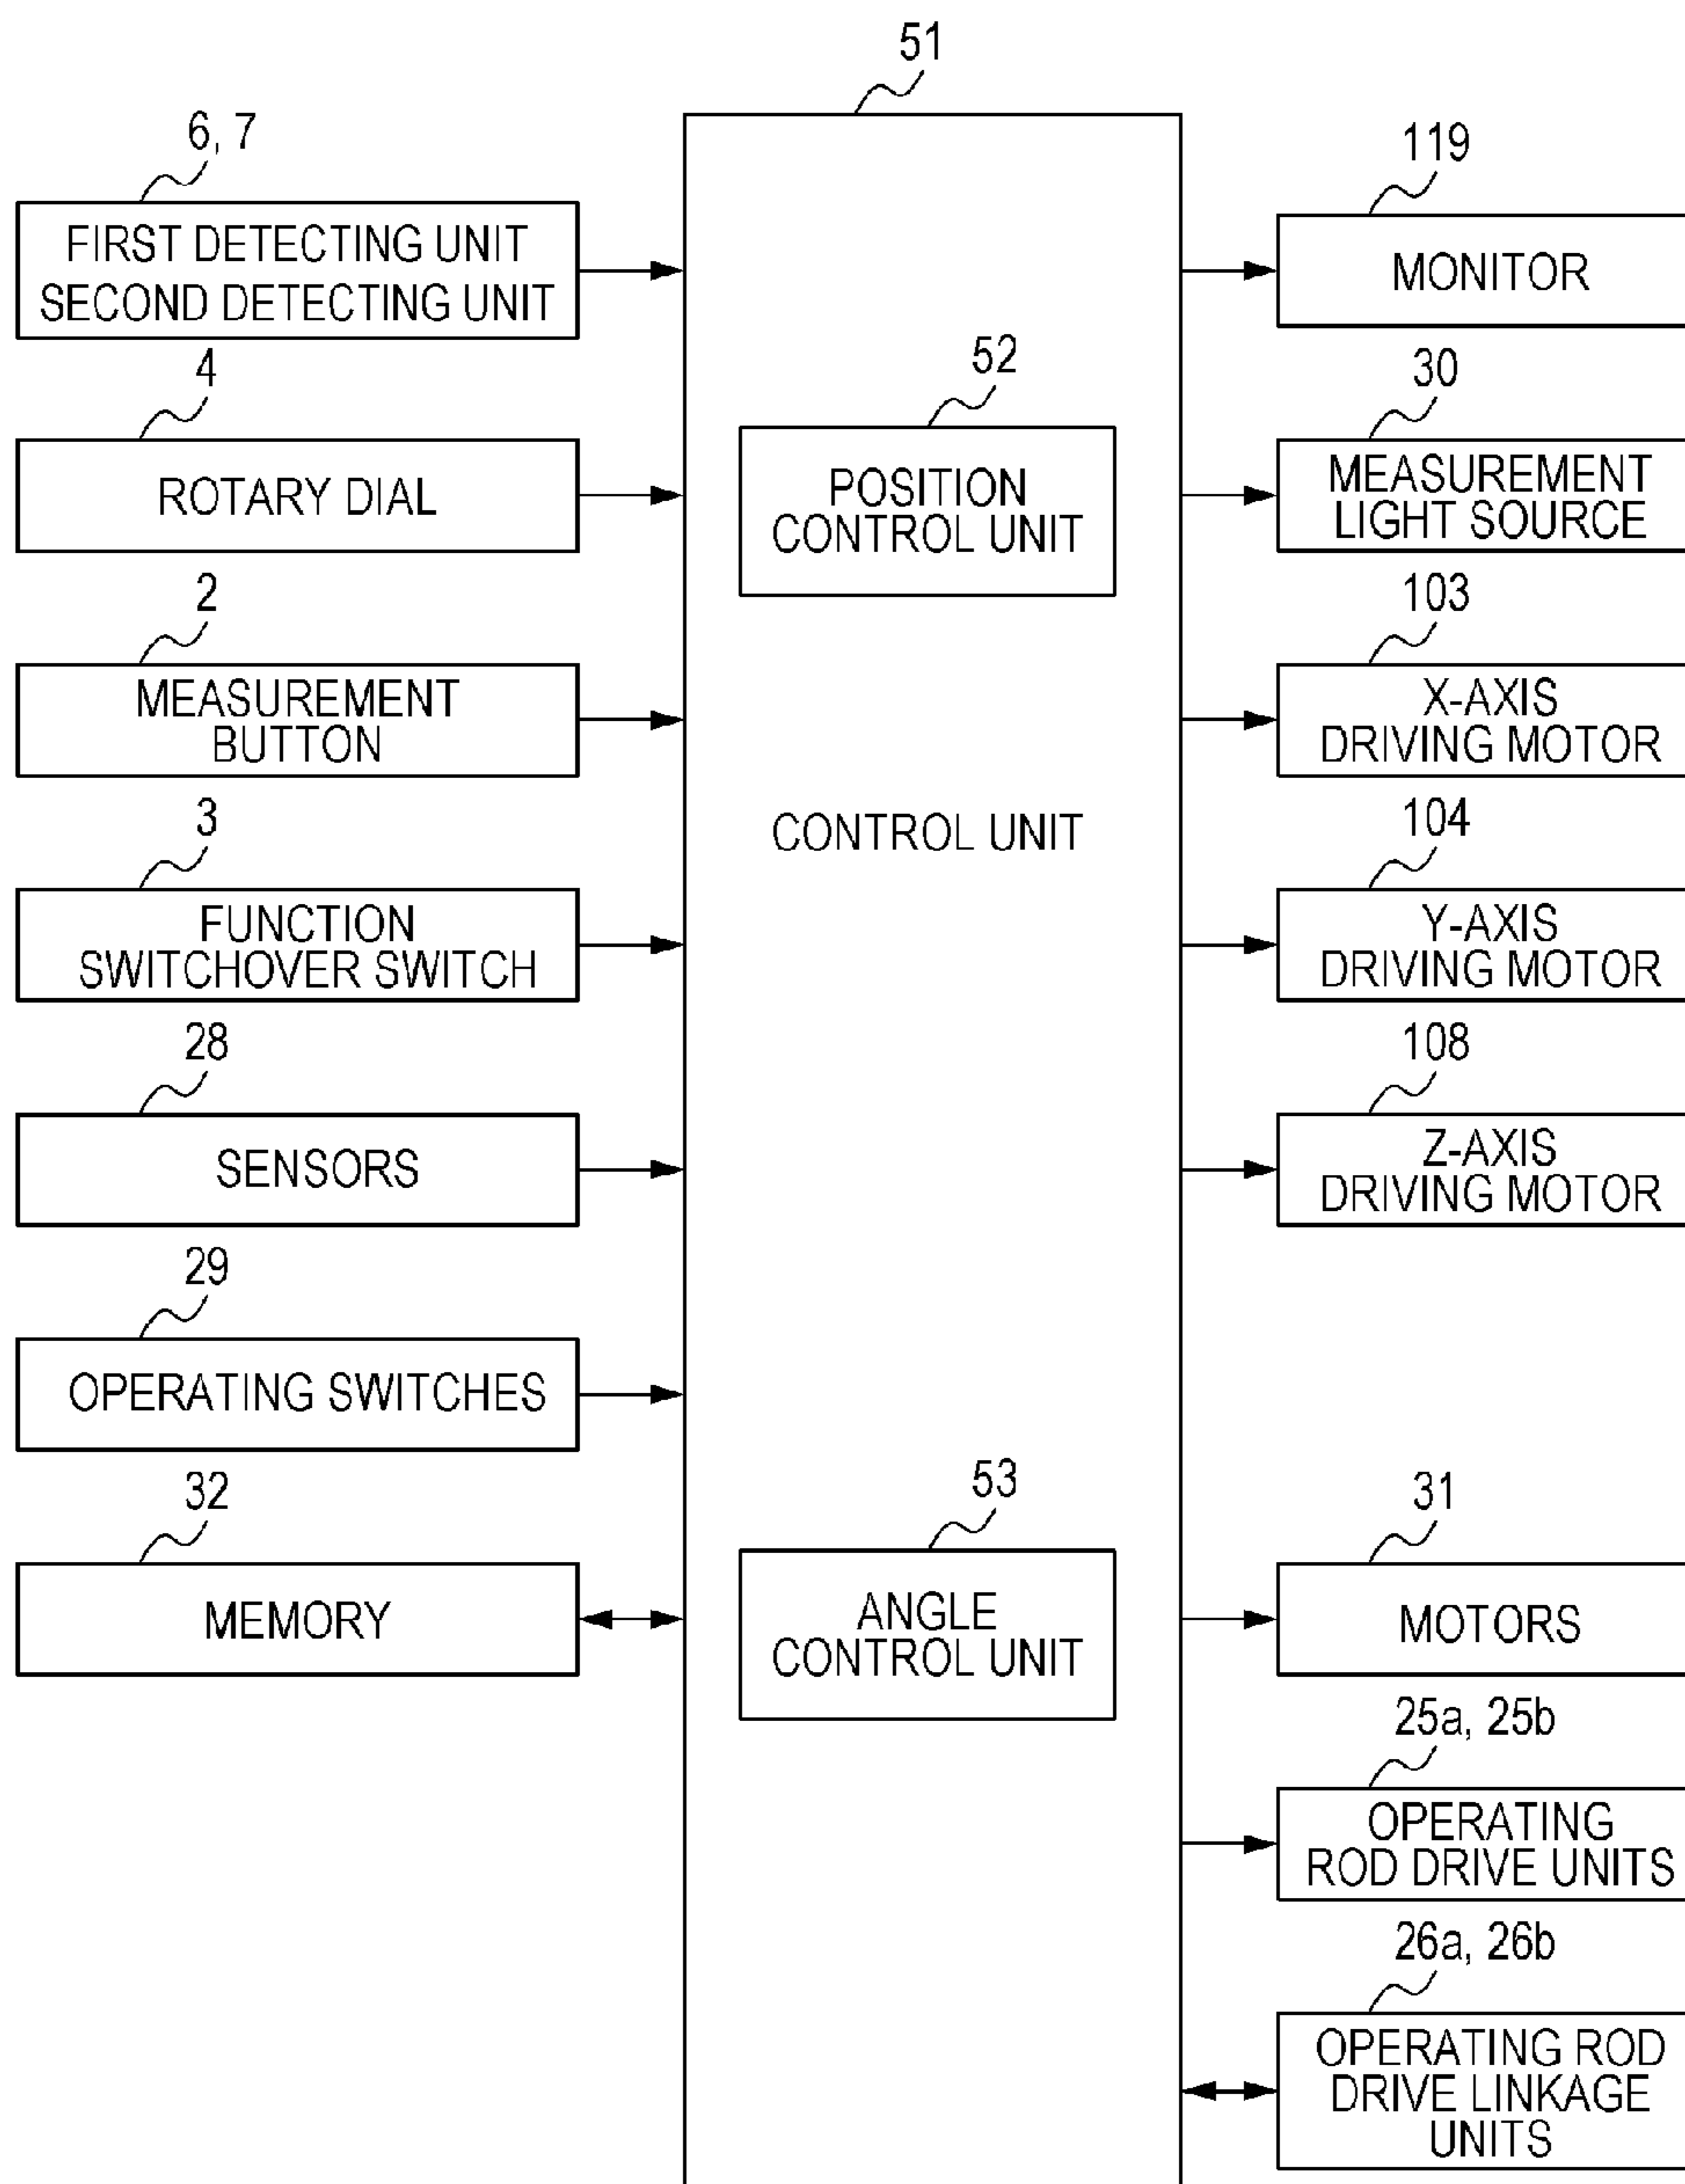 51
6, 7
FIRST DETECTING UNIT
SECOND DETECTING UNIT
4
ROTARY DIAL
2
MEASUREMENT
BUTTON
3
FUNCTION
SWITCHOVER SWITCH
28
SENSORS
29
OPERATING SWITCHES
32
MEMORY
52
POSITION
CONTROL UNIT
CONTROL UNIT
53
ANGLE
CONTROL UNIT
119
MONITOR
30
MEASUREMENT
LIGHT SOURCE
103
X-AXIS
DRIVING MOTOR
104
Y-AXIS
DRIVING MOTOR
108
Z-AXIS
DRIVING MOTOR
31
MOTORS
25a, 25b
OPERATING
ROD DRIVE UNITS
26a, 26b
OPERATING ROD
DRIVE LINKAGE
UNITS